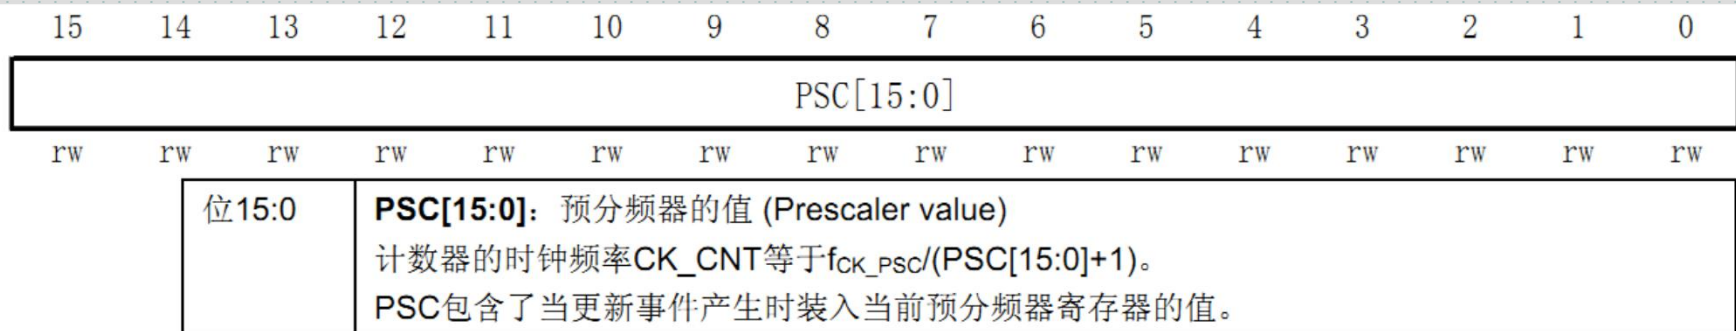 15 14 13 12 11 10 9 8 7 6 5 4 3 2 1 0
PSC[15:0]
rw rw rw rw rw rw rw rw rw rw rw rw rw rw rw rw
位15:0
PSC[15:0]：预分频器的值 (Prescaler value)
计数器的时钟频率CK_CNT等于fCK_PSC/(PSC[15:0]+1)。
PSC包含了当更新事件产生时装入当前预分频器寄存器的值。